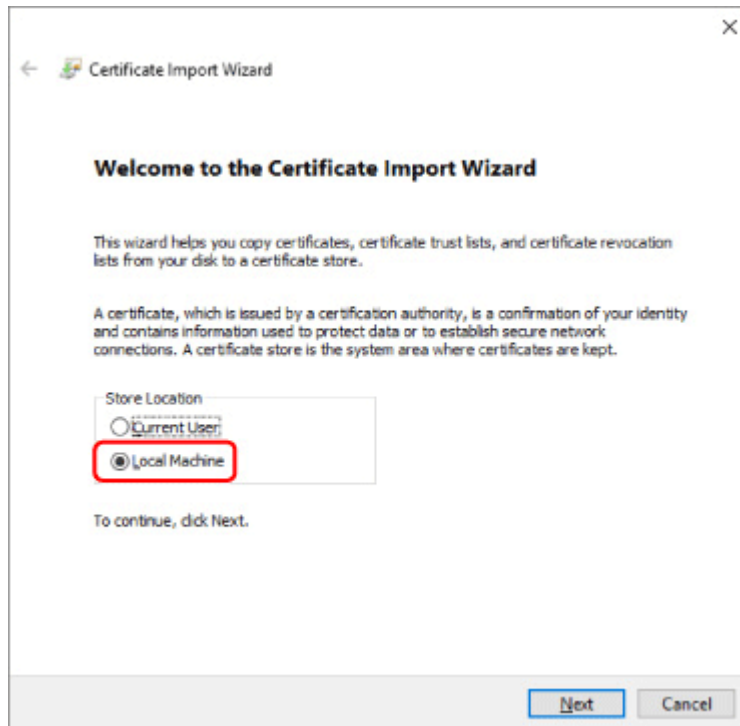 Certificate Import Wizard
Welcome to the Certificate Import Wizard
This wizard helps you copy certificates, certificate trust lists, and certificate revocation
lists from your disk to a certificate store.
A certificate, which is issued by a certification authority, is a confirmation of your identity
and contains information used to protect data or to establish secure network
connections. A certificate store is the system area where certificates are kept.
Store Location
Current User
Local Machine
To continue, click Next.
Next
Cancel